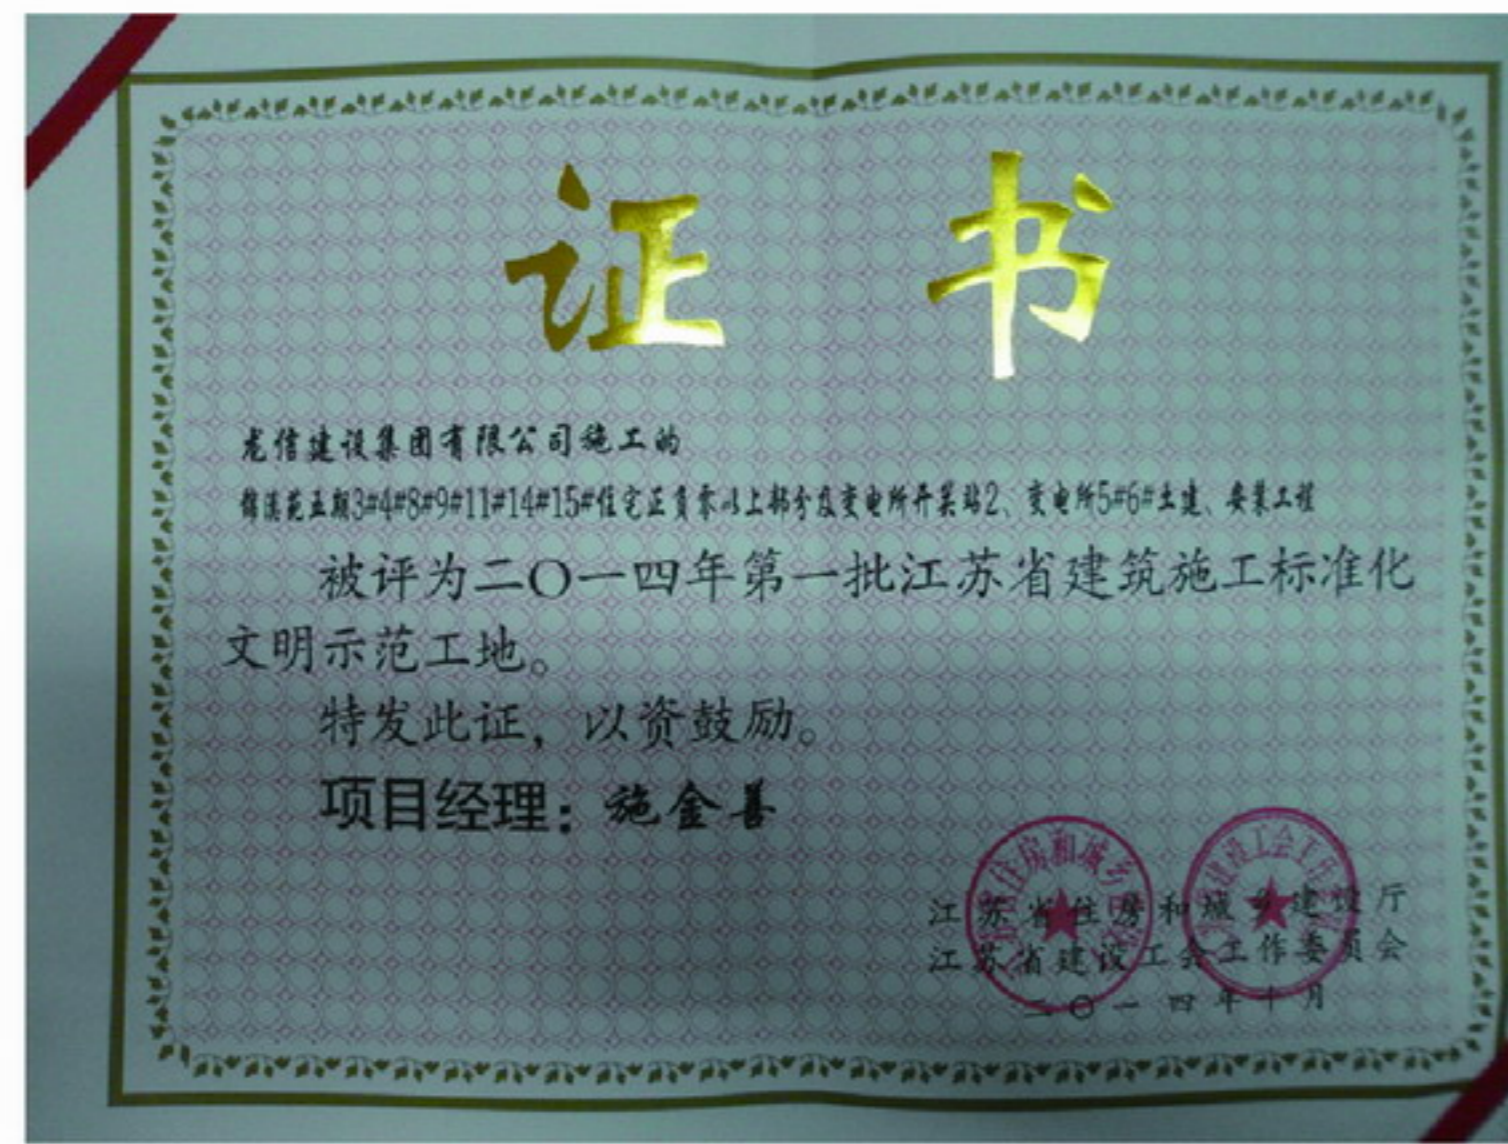 证 书
龙信建设集团有限公司施工的
锦溪苑五期3#4#8#9#11#14#15#住宅正负零以上部分及变电所开关站2、变电所5#6#土建、安装工程
被评为二〇一四年第一批江苏省建筑施工标准化
文明示范工地。
特发此证，以资鼓励。
项目经理：施金善
江苏省住房和城乡建设厅
江苏省建设工会工作委员会
二〇一四年十月